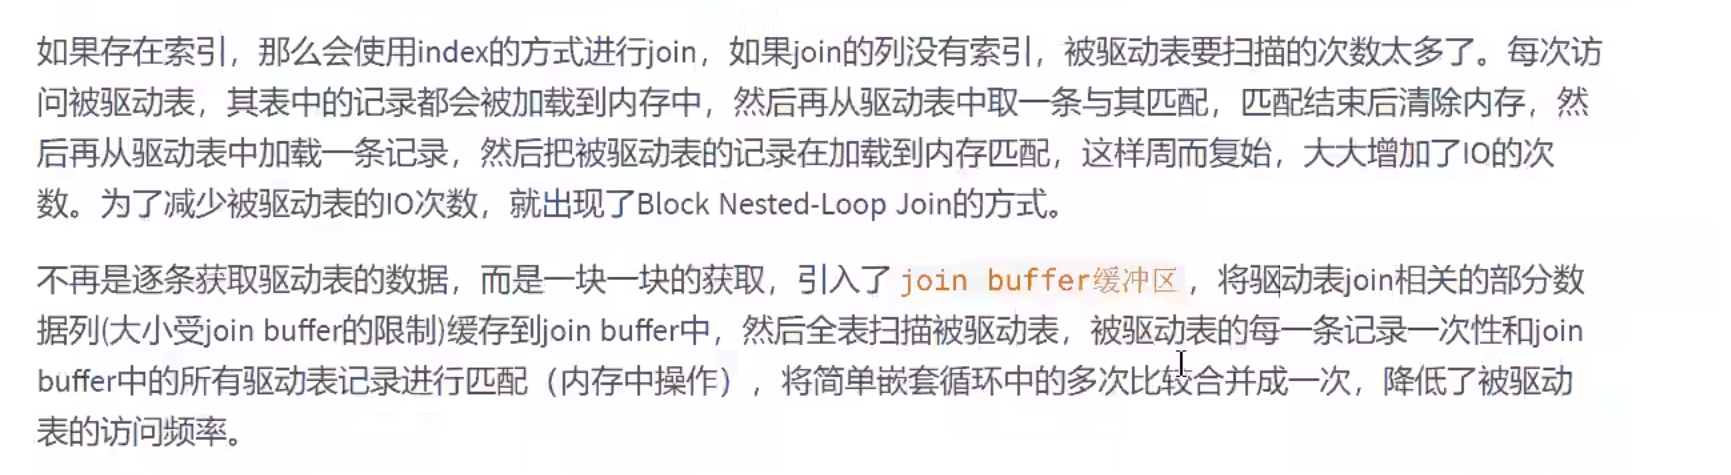 如果存在索引，那么会使用index的方式进行join，如果join的列没有索引，被驱动表要扫描的次数太多了。每次访
问被驱动表，其表中的记录都会被加载到内存中，然后再从驱动表中取一条与其匹配，匹配结束后清除内存，然
后再从驱动表中加载一条记录，然后把被驱动表的记录在加载到内存匹配，这样周而复始，大大增加了IO的次
数。为了减少被驱动表的IO次数，就出现了Block Nested-Loop Join的方式。
不再是逐条获取驱动表的数据，而是一块一块的获取，引入了 join buffer缓冲区 ，将驱动表join相关的部分数
据列(大小受join buffer的限制)缓存到join buffer中，然后全表扫描被驱动表，被驱动表的每一条记录一次性和join
buffer中的所有驱动表记录进行匹配（内存中操作），将简单嵌套循环中的多次比较合并成一次，降低了被驱动
表的访问频率。